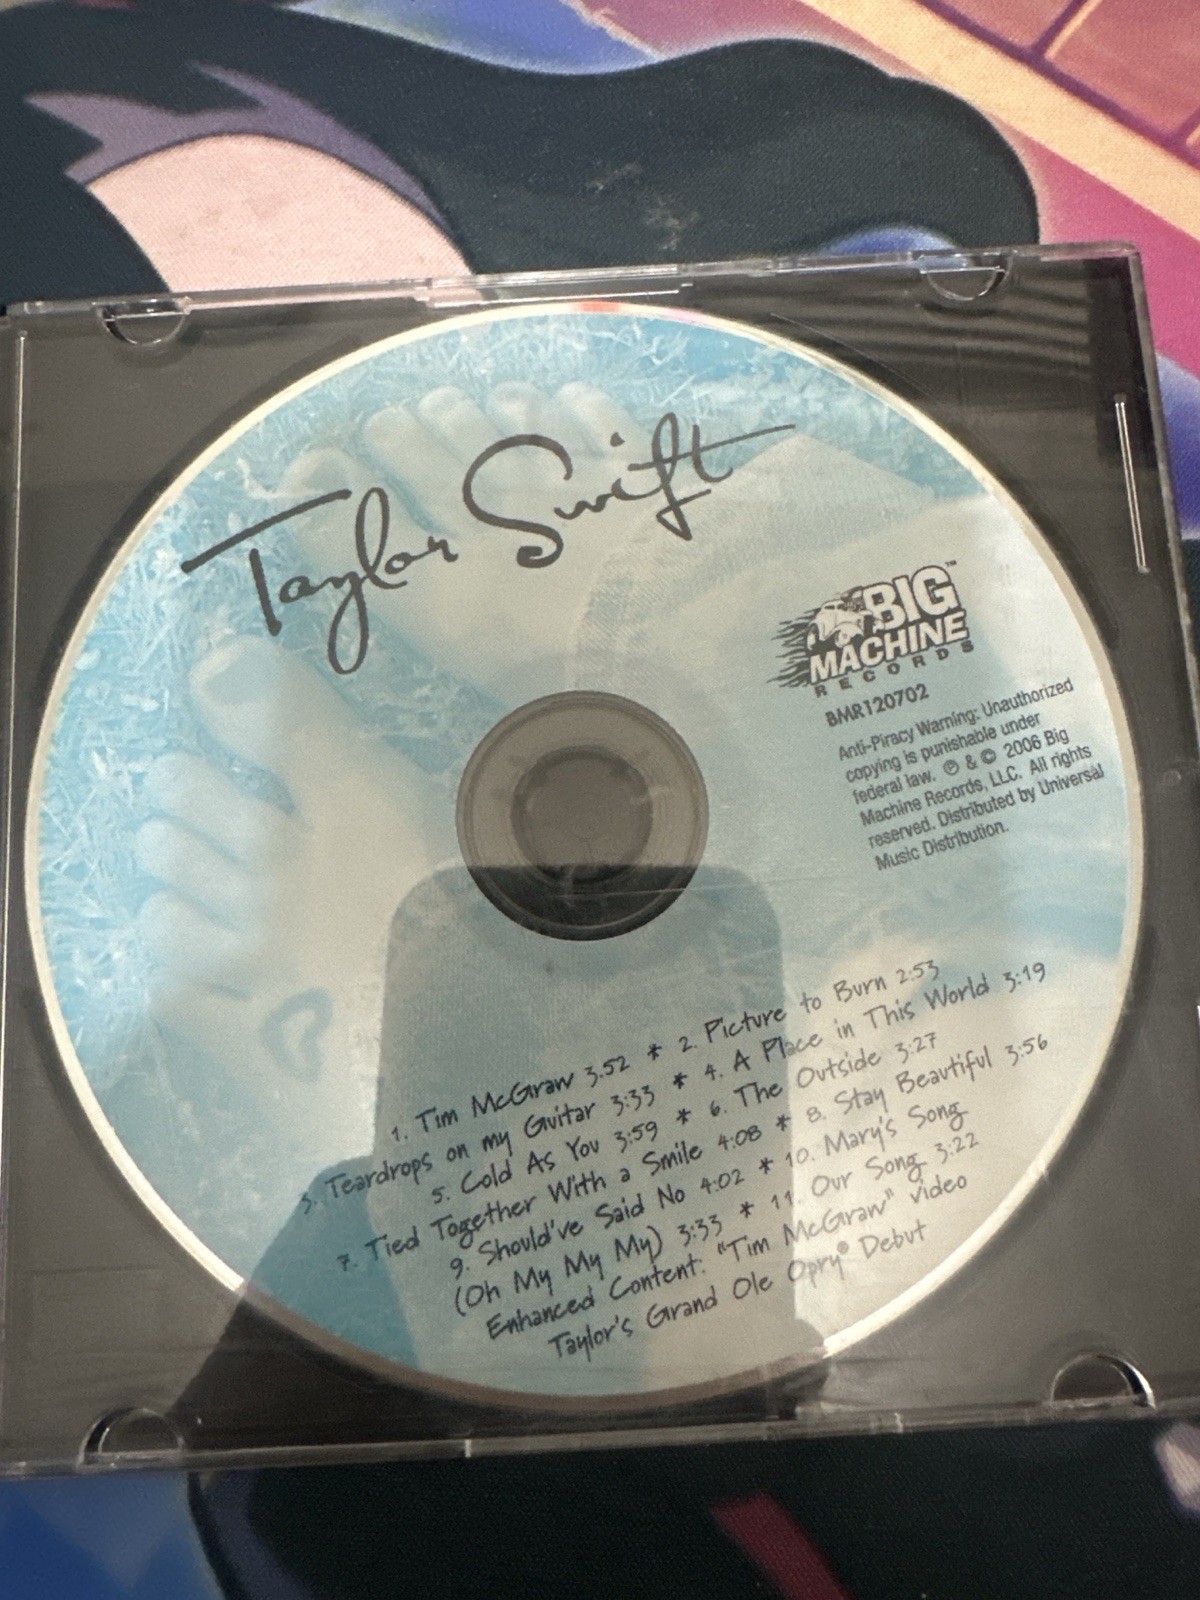 Taylor Swift
BIG™
MACHINE
RECORDS
BMR120702
Anti-Piracy Warning: Unauthorized
copying is punishable under
federal law. ℗ & © 2006 Big
Machine Records, LLC. All rights
reserved. Distributed by Universal
Music Distribution.
1. Tim McGraw 3:52 * 2. Picture to Burn 2:53
3. Teardrops on my Guitar 3:33 * 4. A Place in This World 3:19
5. Cold As You 3:59 * 6. The Outside 3:27
7. Tied Together With a Smile 4:08 * 8. Stay Beautiful 3:56
9. Should've Said No 4:02 * 10. Mary's Song
(Oh My My My) 3:33 * 11. Our Song 3:22
Enhanced Content: "Tim McGraw" video
Taylor's Grand Ole Opry® Debut